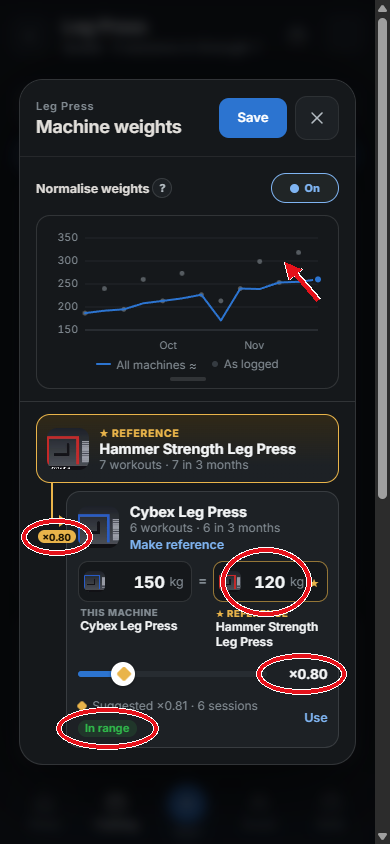 Leg Press
Machine weights
Save
Normalise weights ?
On
350
300
250
200
150
Oct
Nov
All machines ≈
As logged
★ REFERENCE
Hammer Strength Leg Press
7 workouts · 7 in 3 months
×0.80
Cybex Leg Press
6 workouts · 6 in 3 months
Make reference
150 kg = 120 kg ★
THIS MACHINE
Cybex Leg Press
★ REFERENCE
Hammer Strength
Leg Press
×0.80
Suggested ×0.81 · 6 sessions
In range
Use